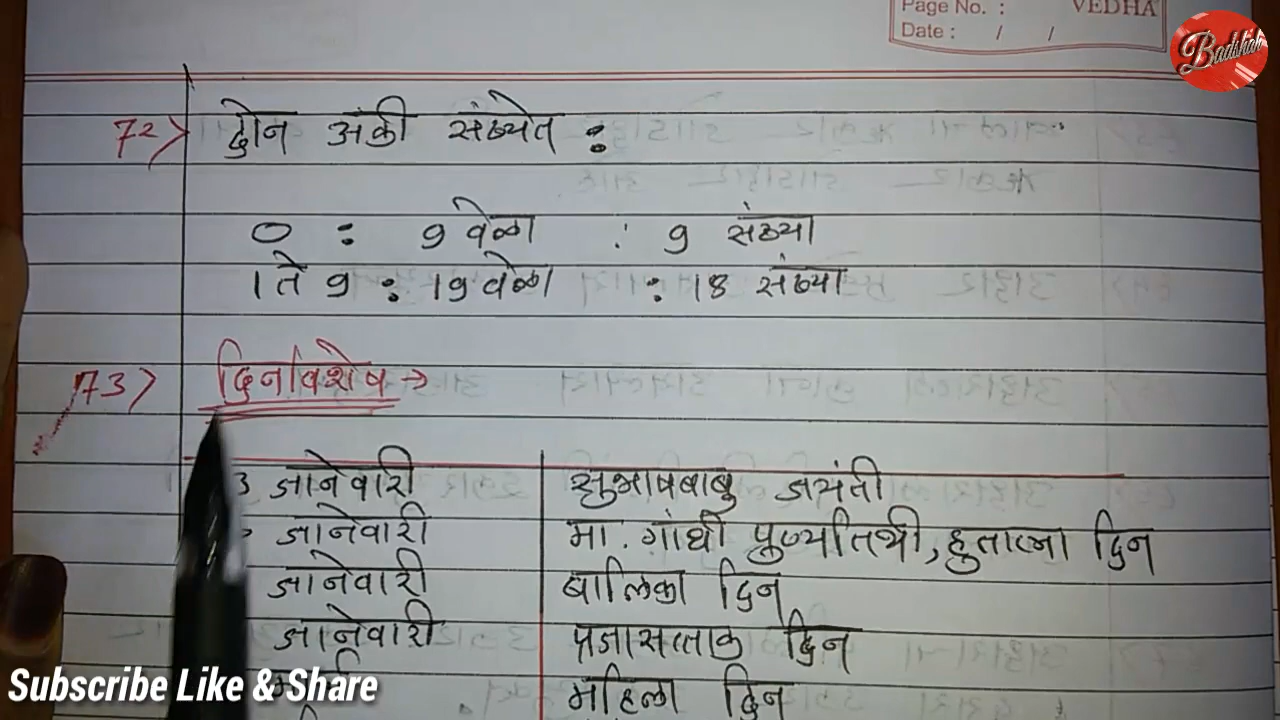 Page No. : VEDHA
Date : / /
Badshah
72> दोन अंकी संख्येत :
0 : 9 वेळा : 9 संख्या
1 ते 9 : 19 वेळा : 18 संख्या
73> दिनविशेष →
3 जानेवारी सुभाषबाबु जयंती
जानेवारी मा. गांधी पुण्यतिथी, हुतात्मा दिन
जानेवारी बालिका दिन
जानेवारी प्रजासत्ताक दिन
महिला दिन
Subscribe Like & Share